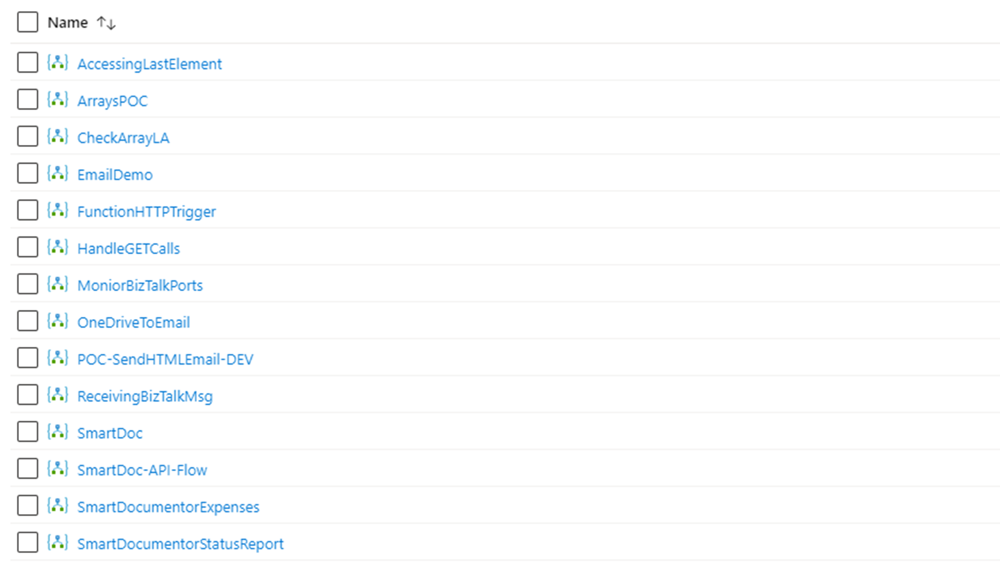 Name ↑↓
AccessingLastElement
ArraysPOC
CheckArrayLA
EmailDemo
FunctionHTTPTrigger
HandleGETCalls
MoniorBizTalkPorts
OneDriveToEmail
POC-SendHTMLEmail-DEV
ReceivingBizTalkMsg
SmartDoc
SmartDoc-API-Flow
SmartDocumentorExpenses
SmartDocumentorStatusReport